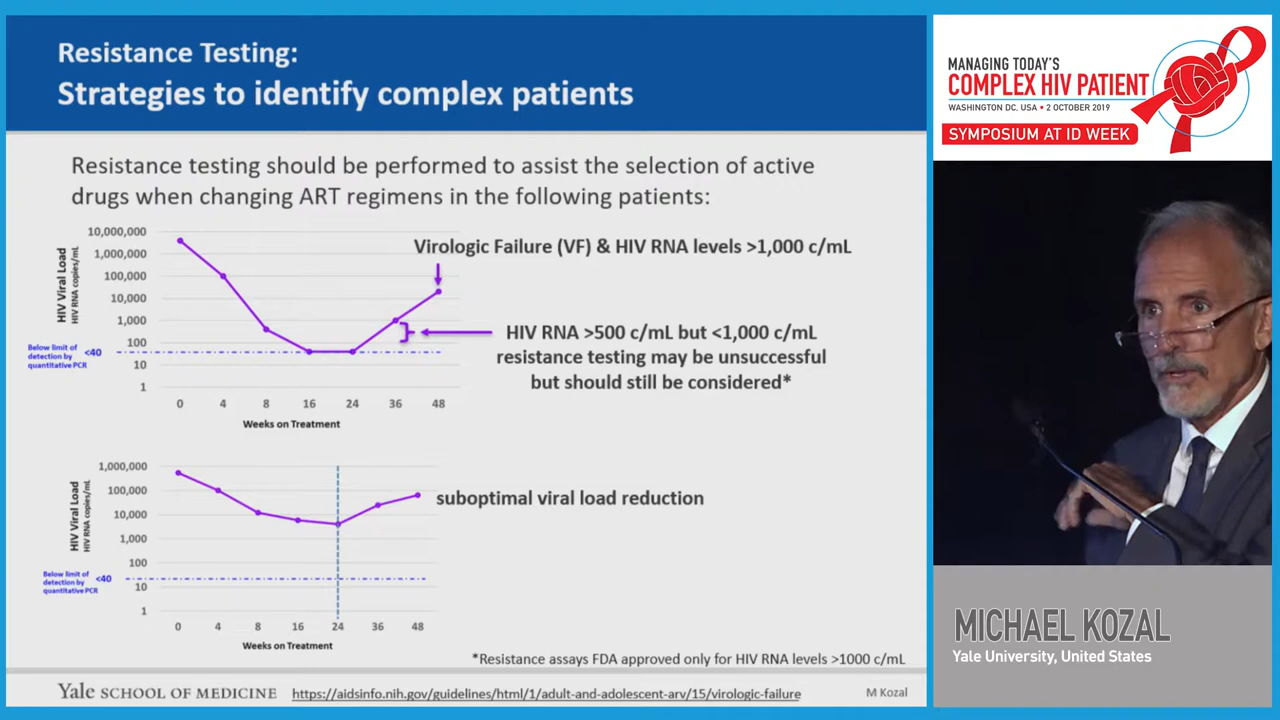 Resistance Testing:
Strategies to identify complex patients
Resistance testing should be performed to assist the selection of active
drugs when changing ART regimens in the following patients:
HIV Viral Load
HIV RNA copies/mL
10,000,000
1,000,000
100,000
10,000
1,000
100
10
1
Below limit of
detection by
quantitative PCR
<40
0 4 8 16 24 36 48
Weeks on Treatment
Virologic Failure (VF) & HIV RNA levels >1,000 c/mL
HIV RNA >500 c/mL but <1,000 c/mL
resistance testing may be unsuccessful
but should still be considered*
HIV Viral Load
HIV RNA copies/mL
1,000,000
100,000
10,000
1,000
100
10
1
Below limit of
detection by
quantitative PCR
<40
0 4 8 16 24 36 48
Weeks on Treatment
suboptimal viral load reduction
*Resistance assays FDA approved only for HIV RNA levels >1000 c/mL
Yale SCHOOL OF MEDICINE
https://aidsinfo.nih.gov/guidelines/html/1/adult-and-adolescent-arv/15/virologic-failure
M Kozal
MANAGING TODAY'S
COMPLEX HIV PATIENT
WASHINGTON DC, USA • 2 OCTOBER 2019
SYMPOSIUM AT ID WEEK
MICHAEL KOZAL
Yale University, United States